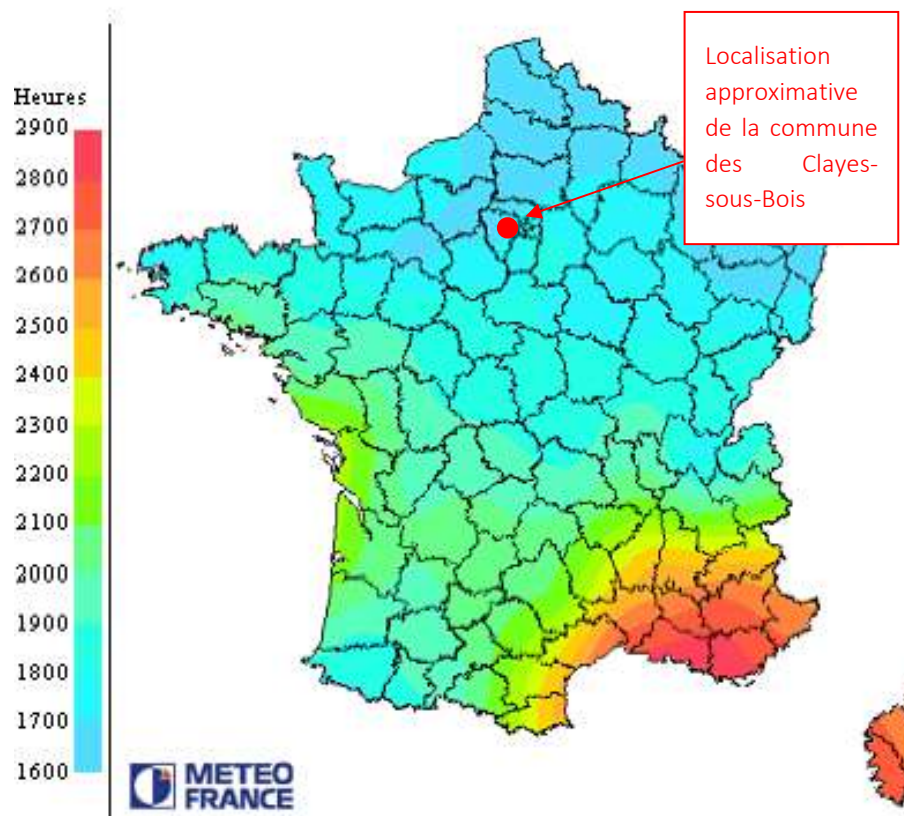 Localisation
approximative
de la commune
des Clayes-
sous-Bois
Heures
2900
2800
2700
2600
2500
2400
2300
2200
2100
2000
1900
1800
1700
1600
METEO
FRANCE